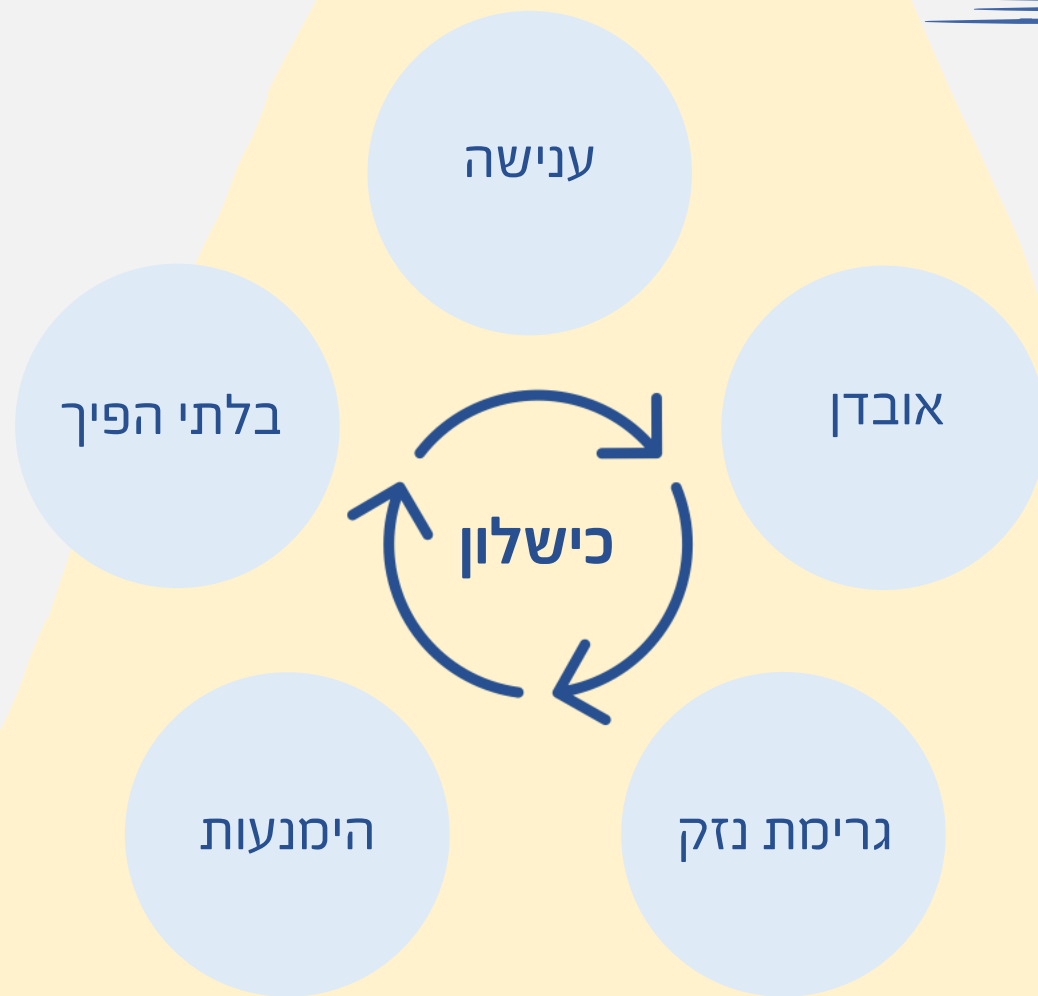 ענישה
אובדן
בלתי הפיך
כישלון
גרימת נזק
הימנעות